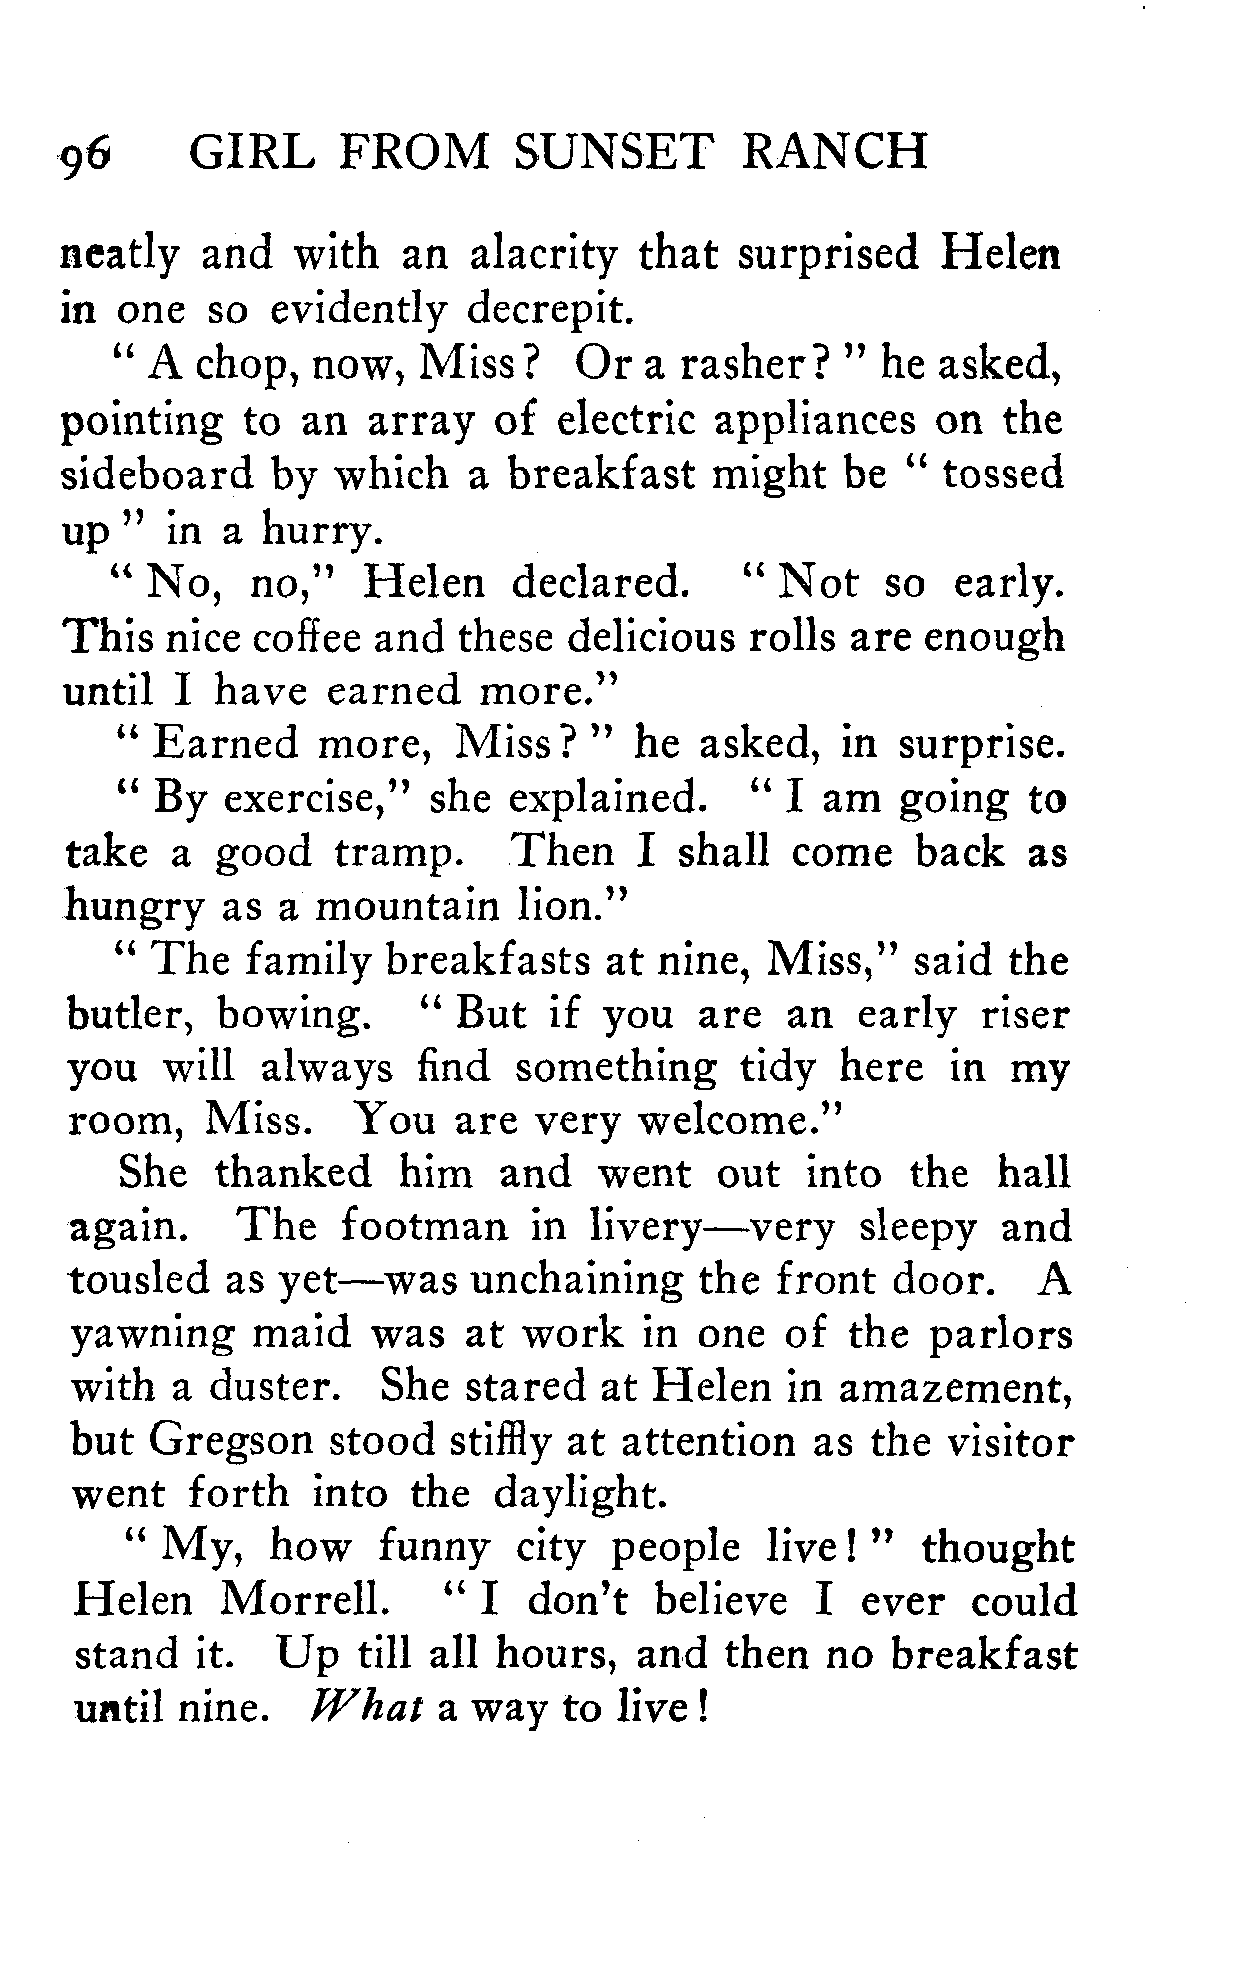 96 GIRL FROM SUNSET RANCH
neatly and with an alacrity that surprised Helen
in one so evidently decrepit.
" A chop, now, Miss? Or a rasher? " he asked,
pointing to an array of electric appliances on the
sideboard by which a breakfast might be " tossed
up " in a hurry.
" No, no," Helen declared. " Not so early.
This nice coffee and these delicious rolls are enough
until I have earned more."
" Earned more, Miss? " he asked, in surprise.
" By exercise," she explained. " I am going to
take a good tramp. Then I shall come back as
hungry as a mountain lion."
" The family breakfasts at nine, Miss," said the
butler, bowing. " But if you are an early riser
you will always find something tidy here in my
room, Miss. You are very welcome."
She thanked him and went out into the hall
again. The footman in livery—very sleepy and
tousled as yet—was unchaining the front door. A
yawning maid was at work in one of the parlors
with a duster. She stared at Helen in amazement,
but Gregson stood stiffly at attention as the visitor
went forth into the daylight.
" My, how funny city people live! " thought
Helen Morrell. " I don't believe I ever could
stand it. Up till all hours, and then no breakfast
until nine. What a way to live!